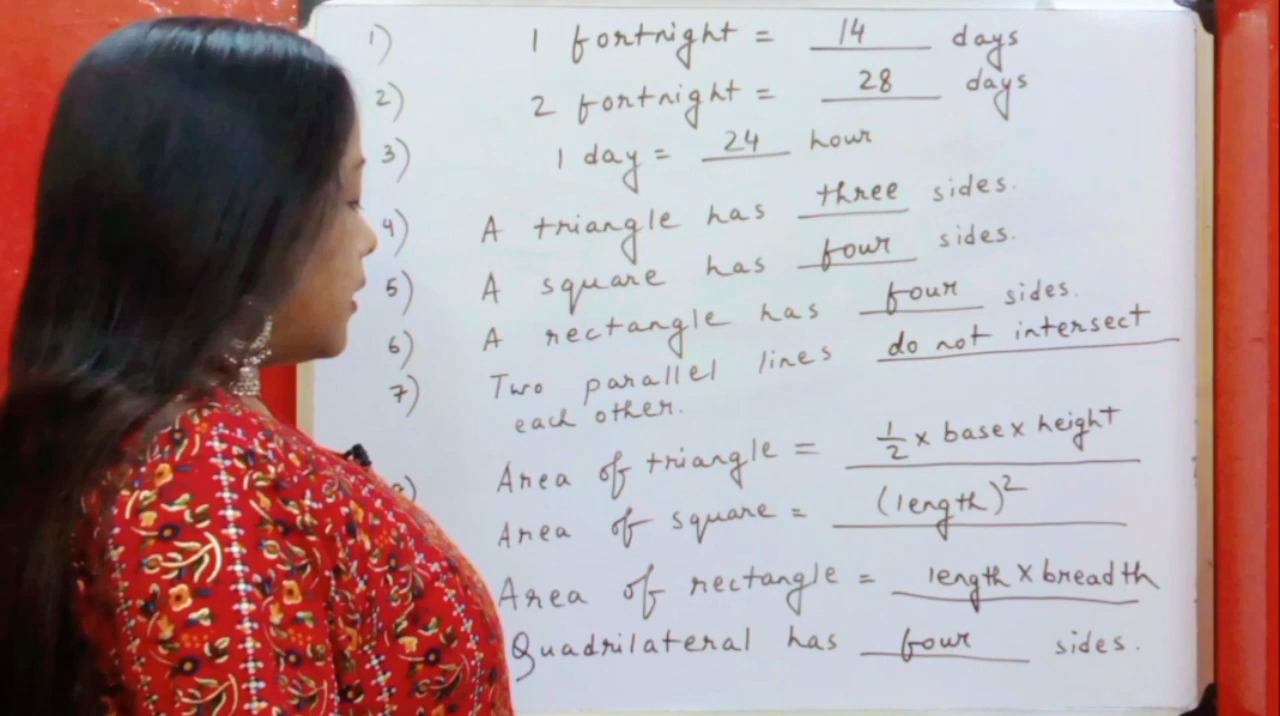 1) 1 fortnight = 14 days
2) 2 fortnight = 28 days
3) 1 day = 24 hour
4) A triangle has three sides.
5) A square has four sides.
6) A rectangle has four sides.
7) Two parallel lines do not intersect
each other.
Area of triangle = 1/2 x base x height
Area of square = (length)²
Area of rectangle = length x breadth
Quadrilateral has four sides.